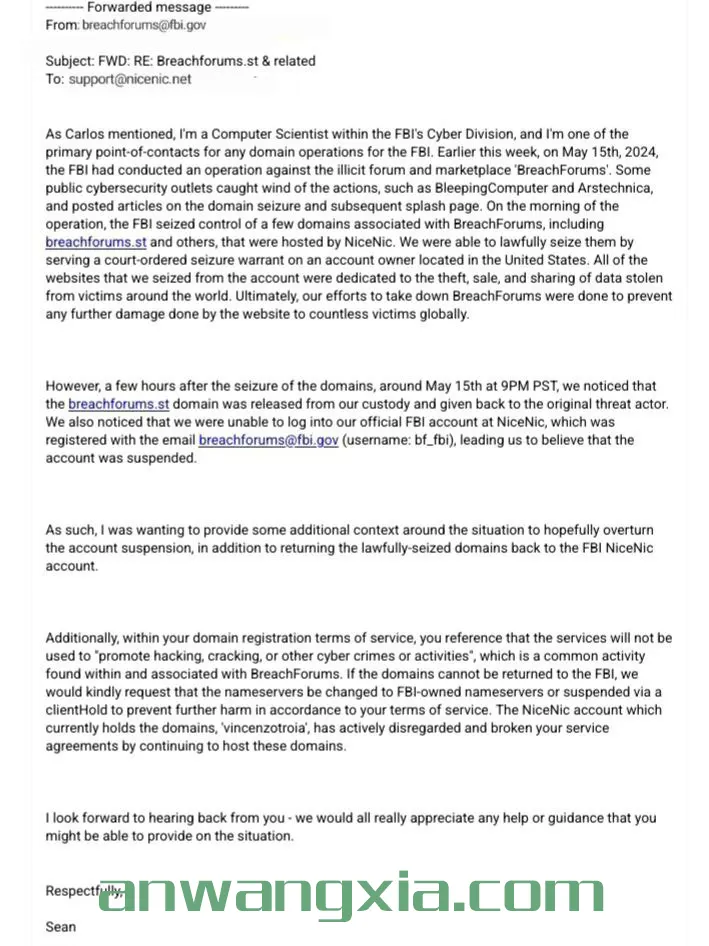 ---------- Forwarded message ---------
From: breachforums@fbi.gov
Subject: FWD: RE: Breachforums.st & related
To: support@nicenic.net
As Carlos mentioned, I'm a Computer Scientist within the FBI's Cyber Division, and I'm one of the
primary point-of-contacts for any domain operations for the FBI. Earlier this week, on May 15th, 2024,
the FBI had conducted an operation against the illicit forum and marketplace 'BreachForums'. Some
public cybersecurity outlets caught wind of the actions, such as BleepingComputer and Arstechnica,
and posted articles on the domain seizure and subsequent splash page. On the morning of the
operation, the FBI seized control of a few domains associated with BreachForums, including
breachforums.st and others, that were hosted by NiceNic. We were able to lawfully seize them by
serving a court-ordered seizure warrant on an account owner located in the United States. All of the
websites that we seized from the account were dedicated to the theft, sale, and sharing of data stolen
from victims around the world. Ultimately, our efforts to take down BreachForums were done to prevent
any further damage done by the website to countless victims globally.
However, a few hours after the seizure of the domains, around May 15th at 9PM PST, we noticed that
the breachforums.st domain was released from our custody and given back to the original threat actor.
We also noticed that we were unable to log into our official FBI account at NiceNic, which was
registered with the email breachforums@fbi.gov (username: bf_fbi), leading us to believe that the
account was suspended.
As such, I was wanting to provide some additional context around the situation to hopefully overturn
the account suspension, in addition to returning the lawfully-seized domains back to the FBI NiceNic
account.
Additionally, within your domain registration terms of service, you reference that the services will not be
used to "promote hacking, cracking, or other cyber crimes or activities", which is a common activity
found within and associated with BreachForums. If the domains cannot be returned to the FBI, we
would kindly request that the nameservers be changed to FBI-owned nameservers or suspended via a
clientHold to prevent further harm in accordance to your terms of service. The NiceNic account which
currently holds the domains, 'vincenzotroia', has actively disregarded and broken your service
agreements by continuing to host these domains.
I look forward to hearing back from you - we would all really appreciate any help or guidance that you
might be able to provide on the situation.
Respectfully,
anwangxia.com
Sean